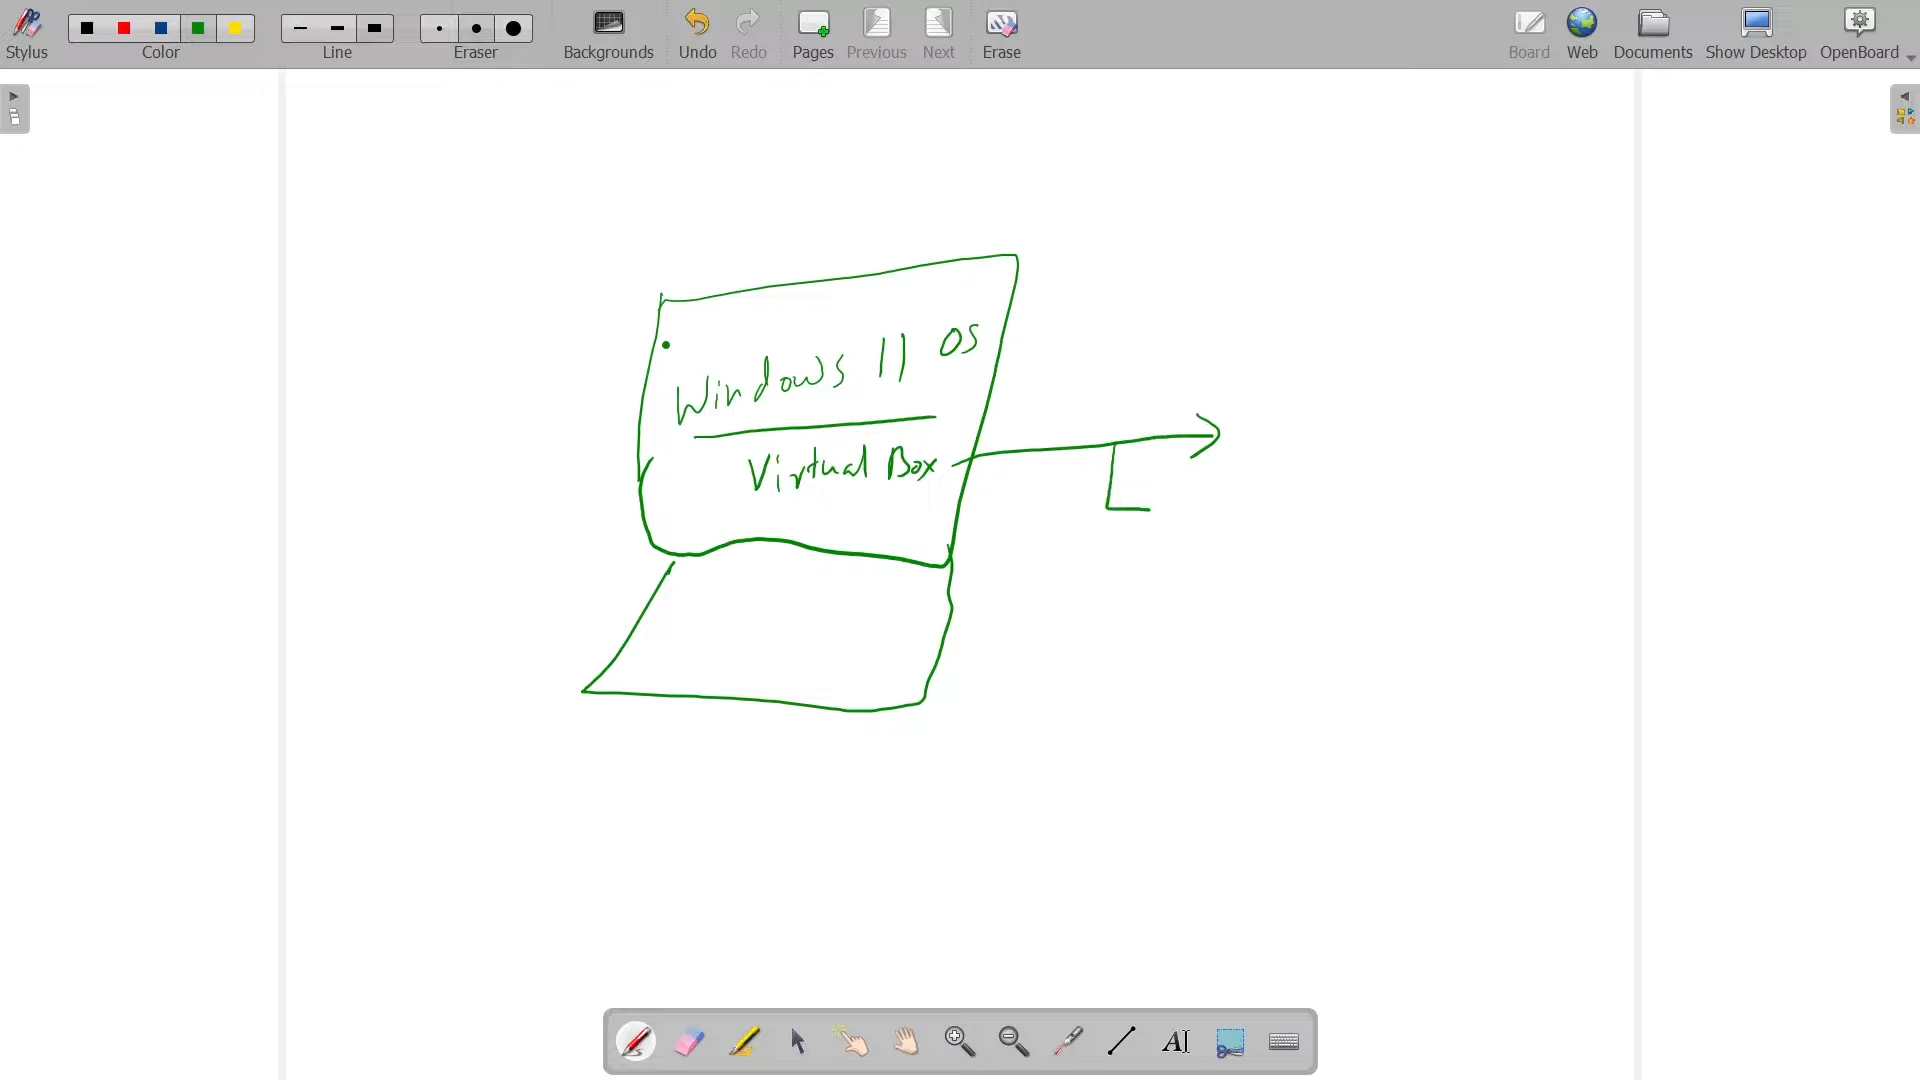 Stylus
Color
Line
Eraser
Backgrounds
Undo
Redo
Pages
Previous
Next
Erase
Board
Web
Documents
Show Desktop
OpenBoard
Windows 11 OS
Virtual Box